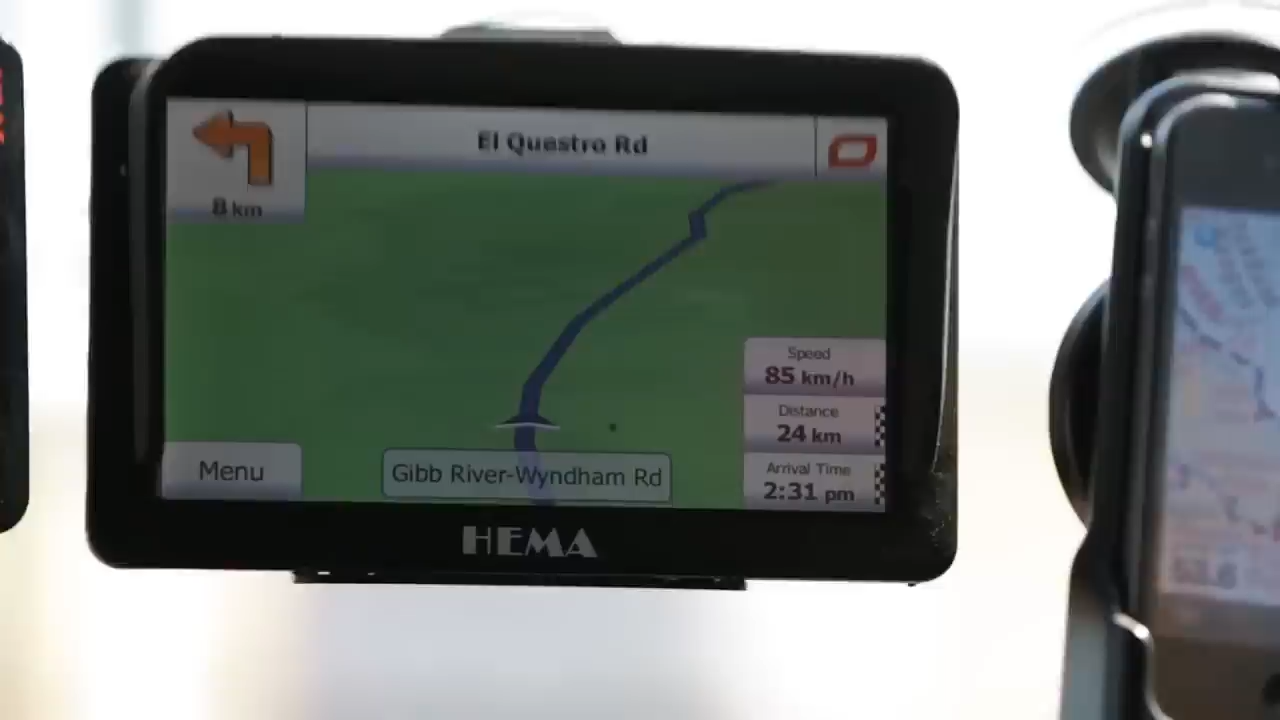 El Questro Rd
8 km
Speed
85 km/h
Distance
24 km
Arrival Time
2:31 pm
Menu
Gibb River-Wyndham Rd
HEMA